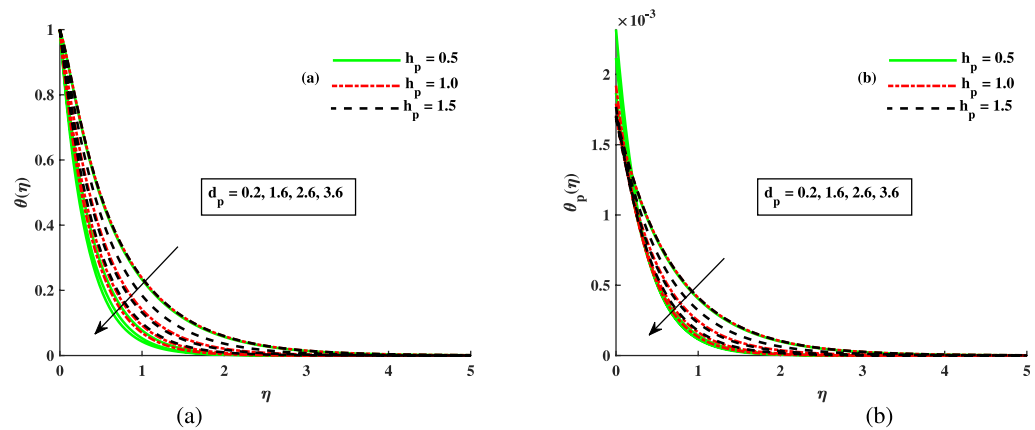 1
0.8
0.6
0.4
0.2
0
θ(η)
(a)
h_p = 0.5
h_p = 1.0
h_p = 1.5
d_p = 0.2, 1.6, 2.6, 3.6
0 1 2 3 4 5
η
(a)
×10^-3
2
1.5
1
0.5
0
θ_p(η)
(b)
h_p = 0.5
h_p = 1.0
h_p = 1.5
d_p = 0.2, 1.6, 2.6, 3.6
0 1 2 3 4 5
η
(b)